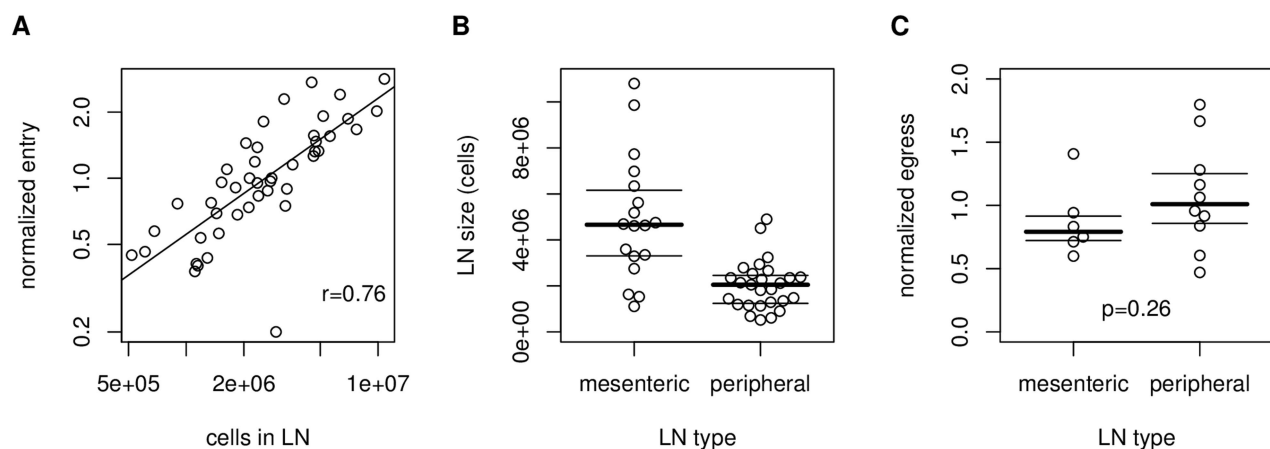 A
normalized entry
2.0
1.0
0.5
0.2
r=0.76
5e+05
2e+06
1e+07
cells in LN
B
LN size (cells)
8e+06
4e+06
0e+00
mesenteric
peripheral
LN type
C
normalized egress
2.0
1.5
1.0
0.5
0.0
p=0.26
mesenteric
peripheral
LN type